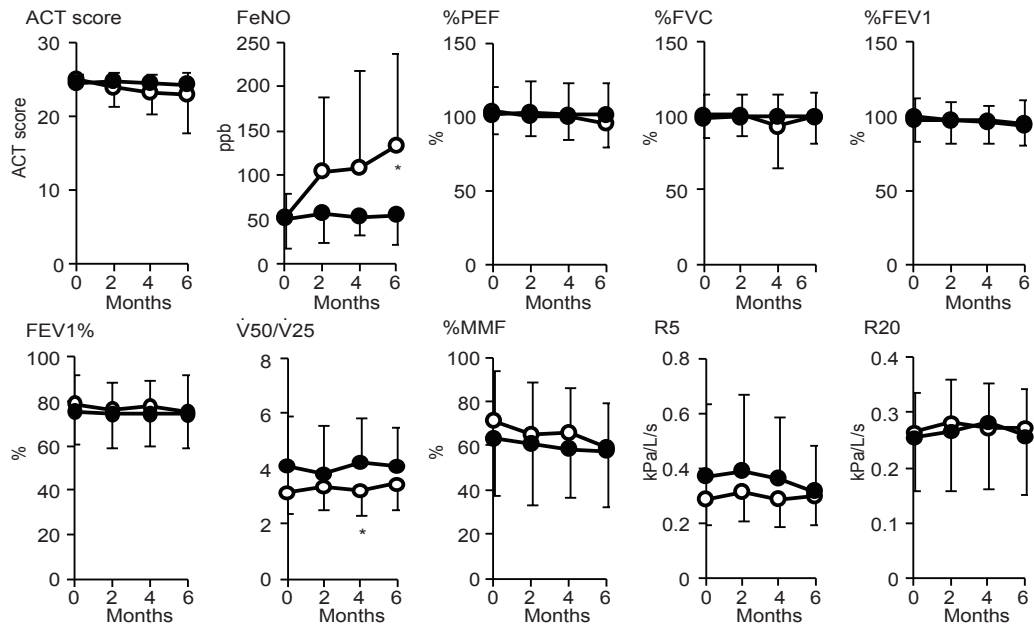 ACT score
FeNO
%PEF
%FVC
%FEV1
30
20
10
0
ACT score
0 2 4 6
Months
250
200
150
100
50
0
ppb
*
0 2 4 6
Months
150
100
50
0
%
0 2 4 6
Months
150
100
50
0
%
0 2 4 6
Months
150
100
50
0
%
0 2 4 6
Months
FEV1%
V̇50/V̇25
%MMF
R5
R20
100
80
60
40
20
0
%
0 2 4 6
Months
8
6
4
2
0
*
0 2 4 6
Months
100
80
60
40
20
0
%
0 2 4 6
Months
0.8
0.6
0.4
0.2
0
kPa/L/s
0 2 4 6
Months
0.4
0.3
0.2
0.1
0
kPa/L/s
0 2 4 6
Months